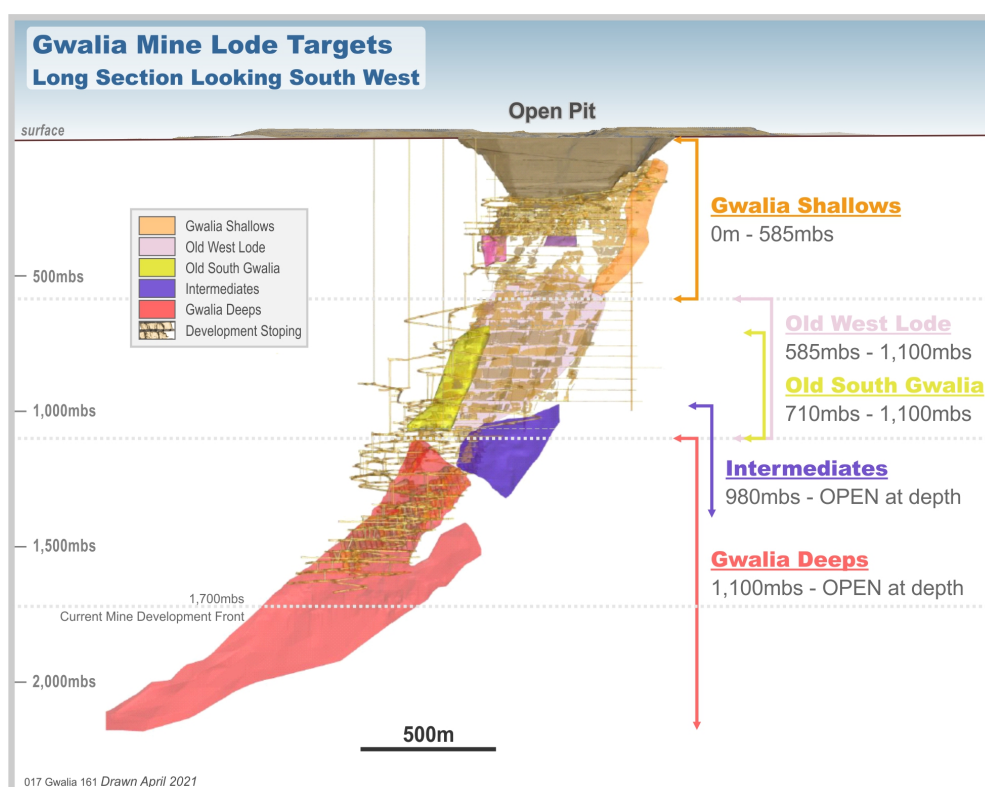 Gwalia Mine Lode Targets
Long Section Looking South West
Open Pit
surface
Gwalia Shallows
0m - 585mbs
Gwalia Shallows
Old West Lode
Old South Gwalia
Intermediates
Gwalia Deeps
Development Stoping
500mbs
Old West Lode
585mbs - 1,100mbs
Old South Gwalia
710mbs - 1,100mbs
1,000mbs
Intermediates
980mbs - OPEN at depth
1,500mbs
Gwalia Deeps
1,100mbs - OPEN at depth
1,700mbs
Current Mine Development Front
2,000mbs
500m
017 Gwalia 161 Drawn April 2021